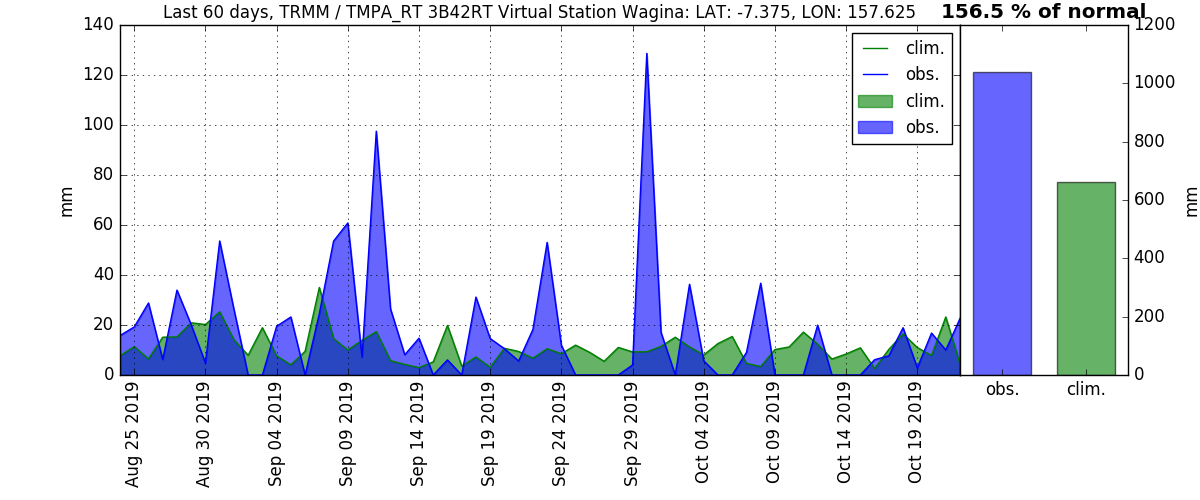 Last 60 days, TRMM / TMPA_RT 3B42RT Virtual Station Wagina: LAT: -7.375, LON: 157.625
156.5 % of normal
140
120
100
80
60
40
20
0
mm
clim.
obs.
clim.
obs.
1200
1000
800
600
400
200
0
mm
Aug 25 2019
Aug 30 2019
Sep 04 2019
Sep 09 2019
Sep 14 2019
Sep 19 2019
Sep 24 2019
Sep 29 2019
Oct 04 2019
Oct 09 2019
Oct 14 2019
Oct 19 2019
obs.
clim.